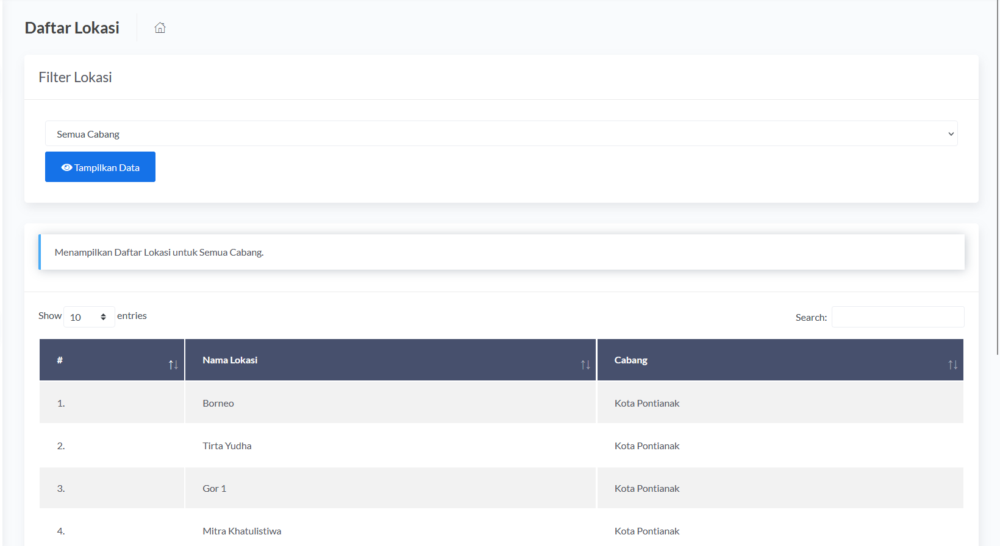 Daftar Lokasi
Filter Lokasi
Semua Cabang
Tampilkan Data
Menampilkan Daftar Lokasi untuk Semua Cabang.
Show 10 entries
Search:
# Nama Lokasi Cabang
1. Borneo Kota Pontianak
2. Tirta Yudha Kota Pontianak
3. Gor 1 Kota Pontianak
4. Mitra Khatulistiwa Kota Pontianak